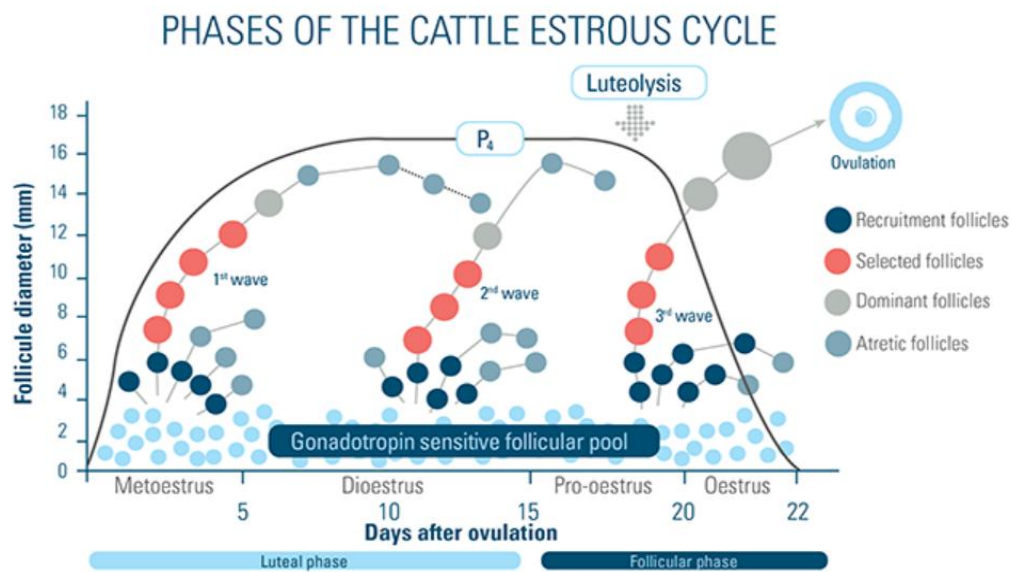 PHASES OF THE CATTLE ESTROUS CYCLE
Luteolysis
P₄
Ovulation
Follicule diameter (mm)
18
16
14
12
10
8
6
4
2
0
1st wave
2nd wave
3rd wave
Recruitment follicles
Selected follicles
Dominant follicles
Atretic follicles
Gonadotropin sensitive follicular pool
Metoestrus Dioestrus Pro-oestrus Oestrus
5 10 15 20 22
Days after ovulation
Luteal phase Follicular phase